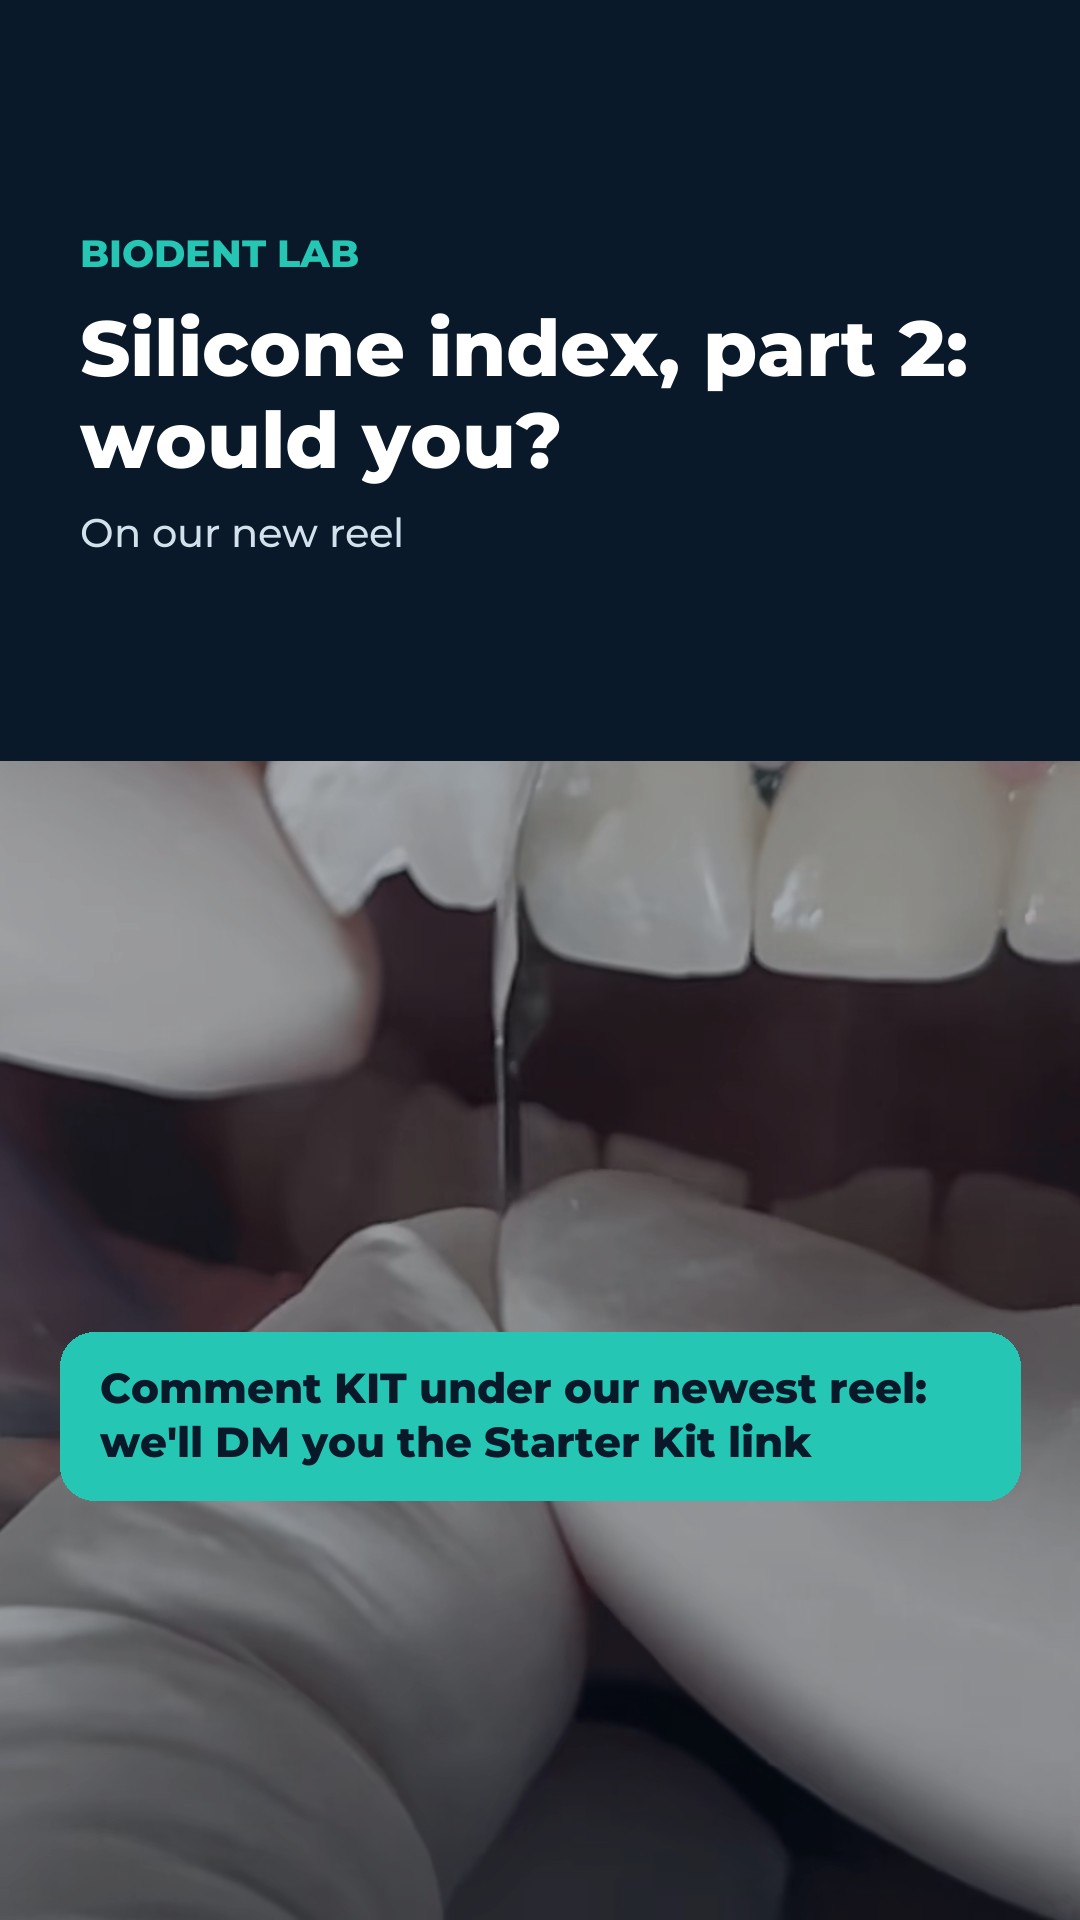 BIODENT LAB
Silicone index, part 2:
would you?
On our new reel
Comment KIT under our newest reel:
we'll DM you the Starter Kit link